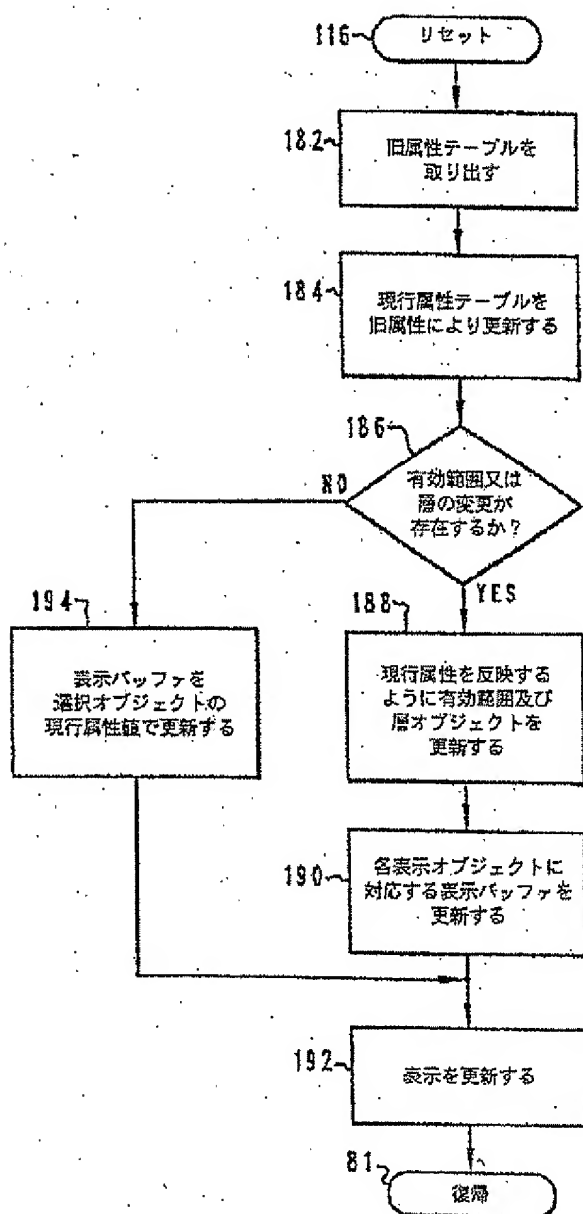 116
リセット
182
旧属性テーブルを
取り出す
184
現行属性テーブルを
旧属性により更新する
186
有効範囲又は
層の変更が
存在するか?
NO
YES
194
表示バッファを
選択オブジェクトの
現行属性値で更新する
188
現行属性を反映する
ように有効範囲及び
層オブジェクトを
更新する
190
各表示オブジェクトに
対応する表示バッファを
更新する
192
表示を更新する
81
復帰